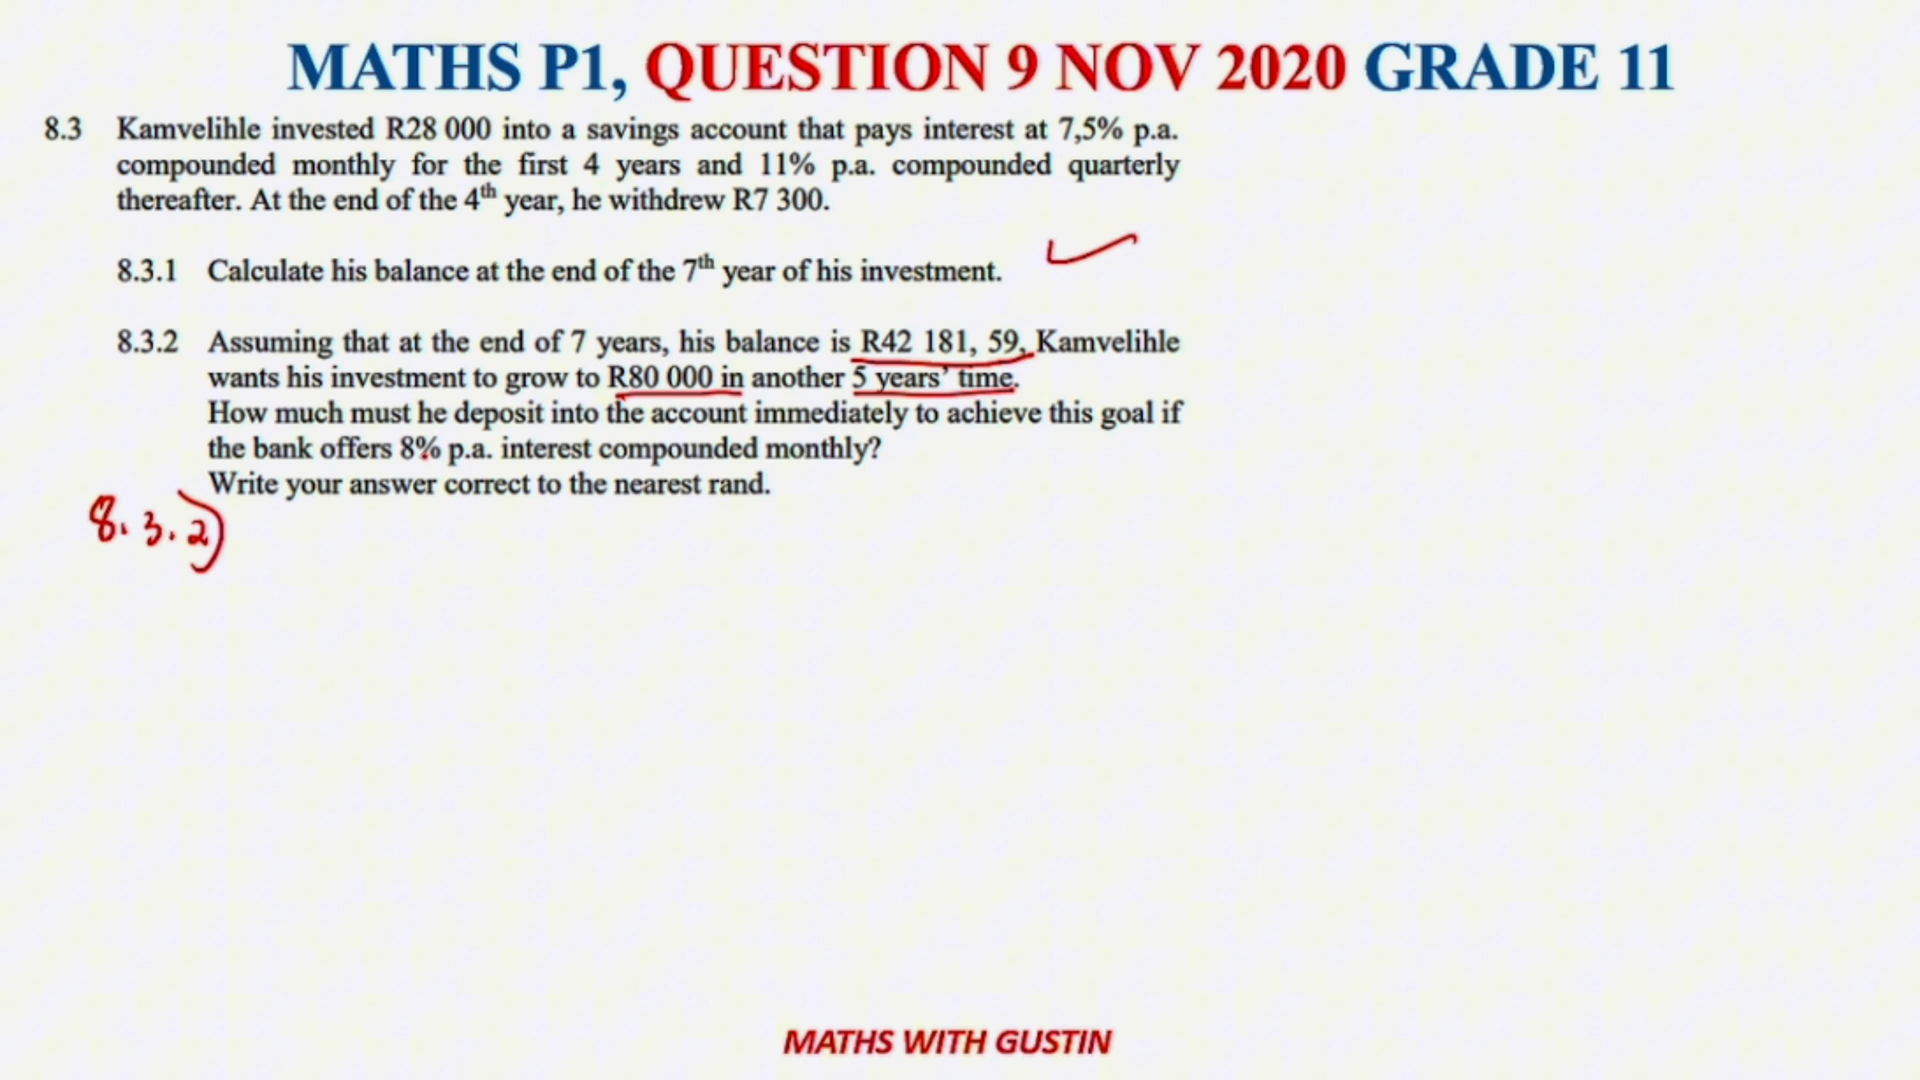 MATHS P1, QUESTION 9 NOV 2020 GRADE 11
8.3 Kamvelihle invested R28 000 into a savings account that pays interest at 7,5% p.a.
compounded monthly for the first 4 years and 11% p.a. compounded quarterly
thereafter. At the end of the 4th year, he withdrew R7 300.
8.3.1 Calculate his balance at the end of the 7th year of his investment.
8.3.2 Assuming that at the end of 7 years, his balance is R42 181, 59, Kamvelihle
wants his investment to grow to R80 000 in another 5 years' time.
How much must he deposit into the account immediately to achieve this goal if
the bank offers 8% p.a. interest compounded monthly?
Write your answer correct to the nearest rand.
8.3.2)
MATHS WITH GUSTIN